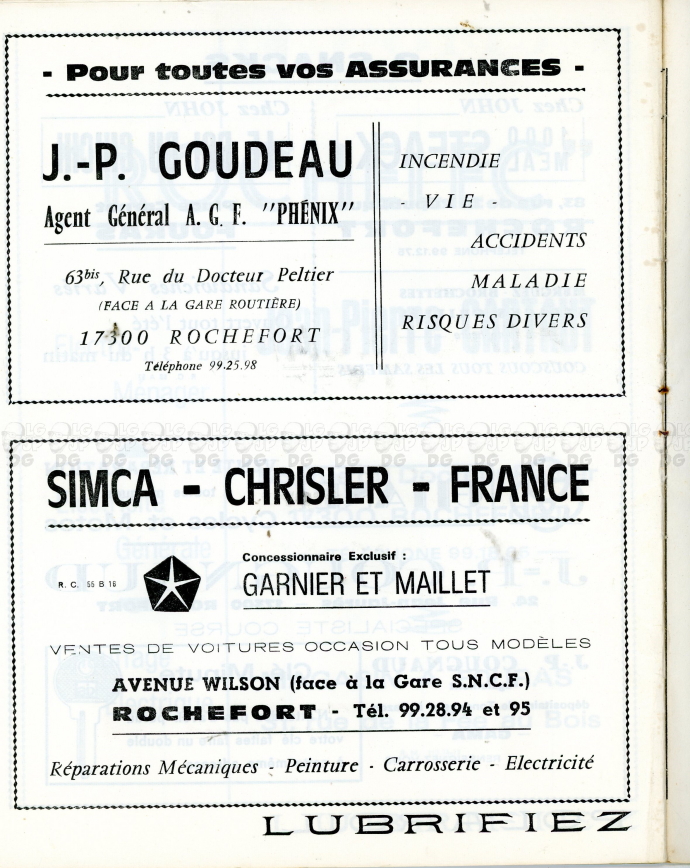 - Pour toutes vos ASSURANCES -
J.-P. GOUDEAU
Agent Général A. G. F. "PHÉNIX"
63bis, Rue du Docteur Peltier
(FACE A LA GARE ROUTIÈRE)
17300 ROCHEFORT
Téléphone 99.25.98
INCENDIE
- VIE -
ACCIDENTS
MALADIE
RISQUES DIVERS
SIMCA - CHRISLER - FRANCE
R. C. 55 B 16
Concessionnaire Exclusif :
GARNIER ET MAILLET
VENTES DE VOITURES OCCASION TOUS MODÈLES
AVENUE WILSON (face à la Gare S.N.C.F.)
ROCHEFORT - Tél. 99.28.94 et 95
Réparations Mécaniques - Peinture - Carrosserie - Electricité
LUBRIFIEZ